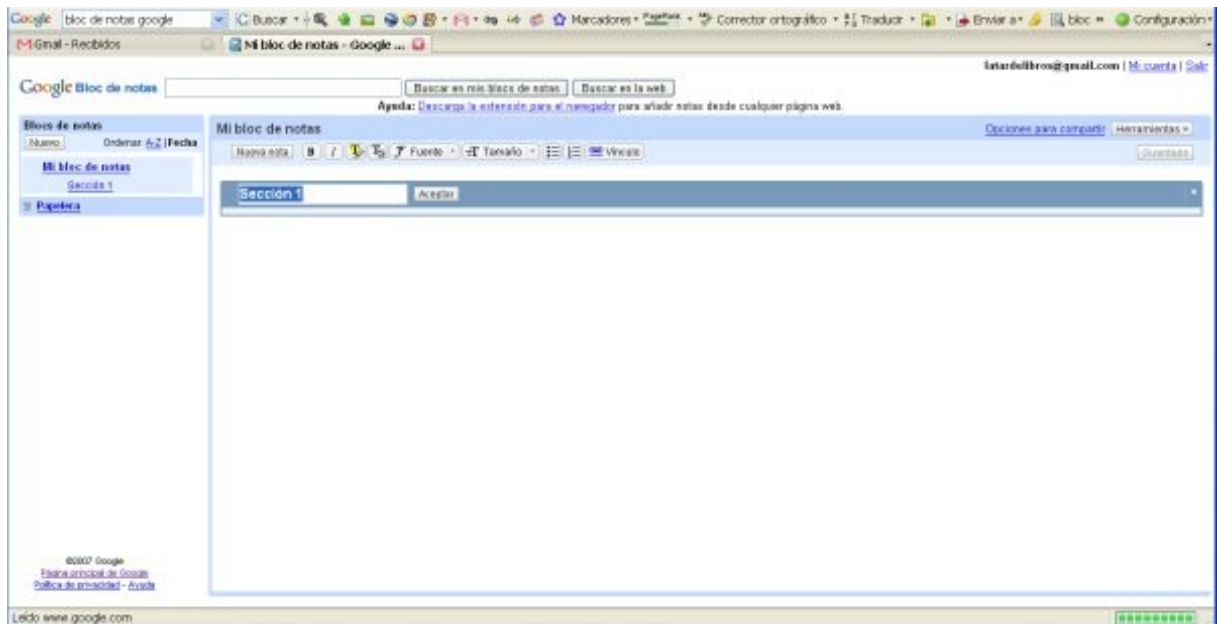 Google bloc de notas google Buscar Marcadores PageRank Corrector ortográfico Traducir Enviar a bloc Configuración
Gmail - Recibidos Mi bloc de notas - Google ...
latardelibros@gmail.com | Mi cuenta | Salir
Google Bloc de notas Buscar en mis blocs de notas Buscar en la web
Ayuda: Descarga la extensión para el navegador para añadir notas desde cualquier página web.
Blocs de notas
Nuevo Ordenar A-Z | Fecha
Mi bloc de notas
Sección 1
Papelera
Mi bloc de notas Opciones para compartir Herramientas
Nueva nota B I Fuente Tamaño Vínculo Guardado
Sección 1 Aceptar
©2007 Google
Página principal de Google
Política de privacidad - Ayuda
Leído www.google.com